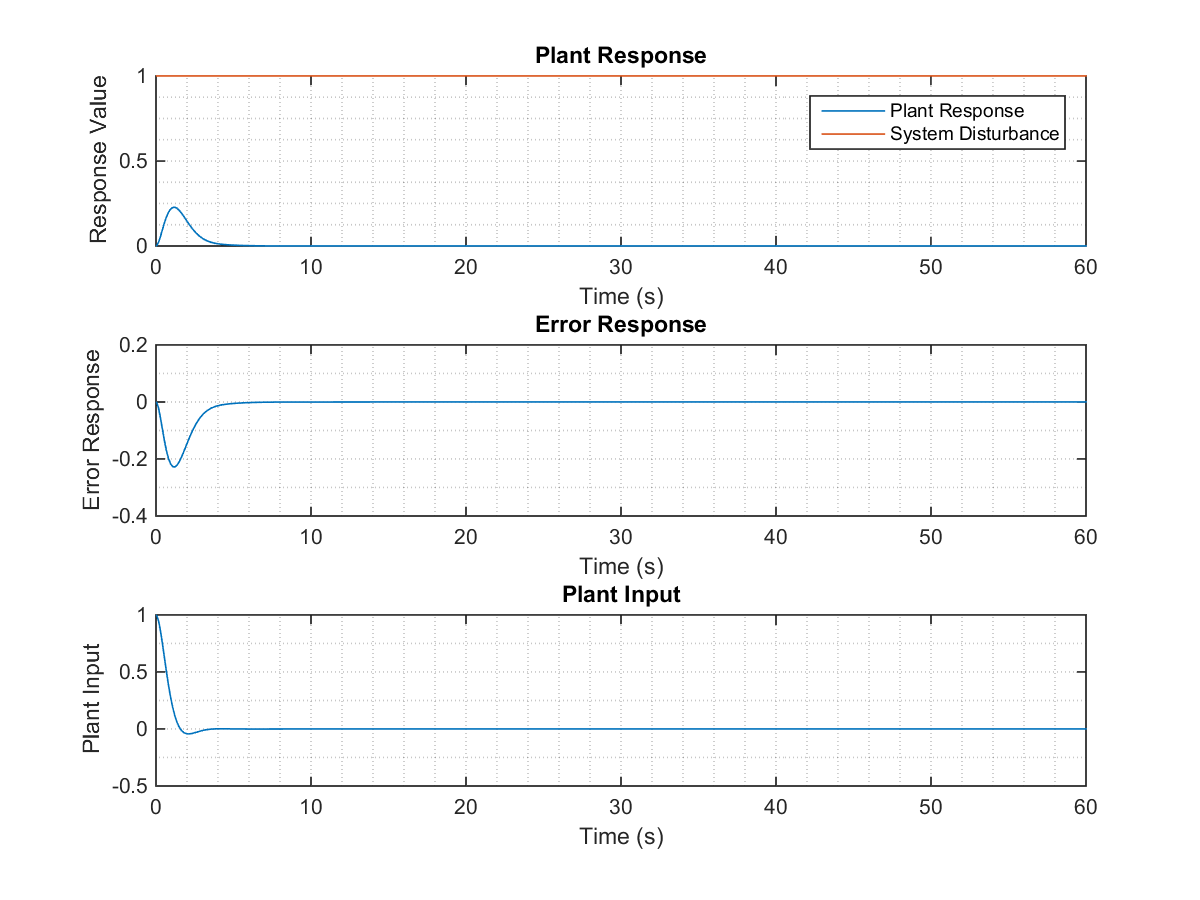 Plant Response
Response Value
1
0.5
0
Plant Response
System Disturbance
0 10 20 30 40 50 60
Time (s)
Error Response
Error Response
0.2
0
-0.2
-0.4
0 10 20 30 40 50 60
Time (s)
Plant Input
Plant Input
1
0.5
0
-0.5
0 10 20 30 40 50 60
Time (s)